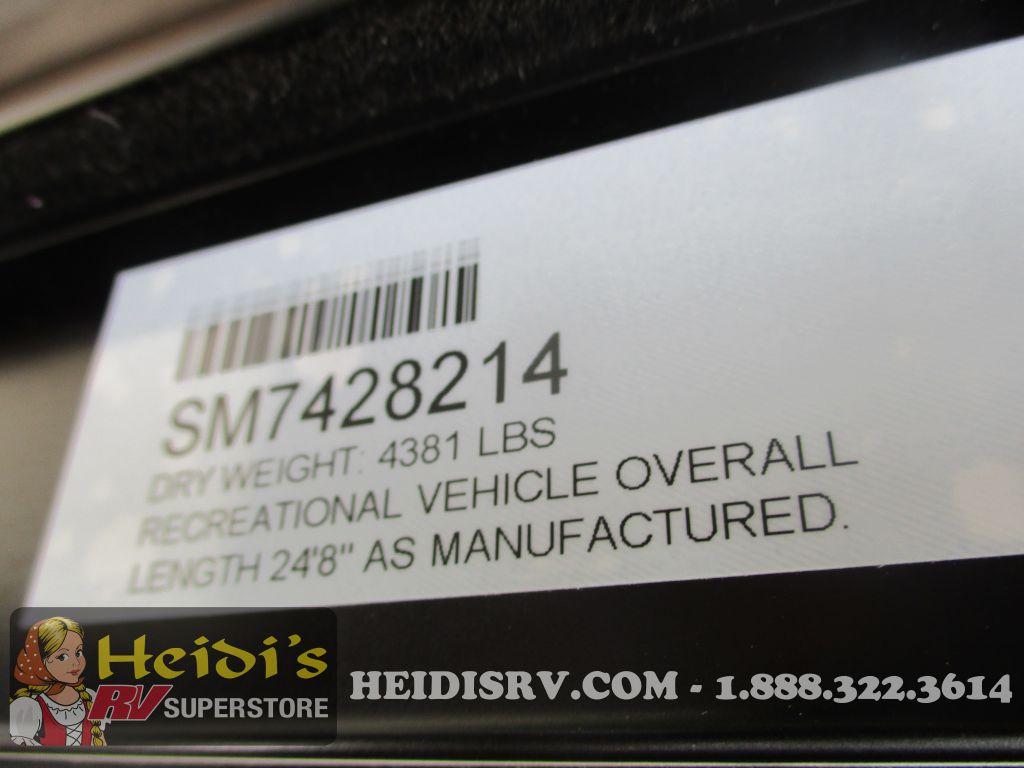 SM7428214
DRY WEIGHT: 4381 LBS
RECREATIONAL VEHICLE OVERALL
LENGTH 24'8" AS MANUFACTURED.
Heidi's
RV SUPERSTORE
HEIDISRV.COM - 1.888.322.3614